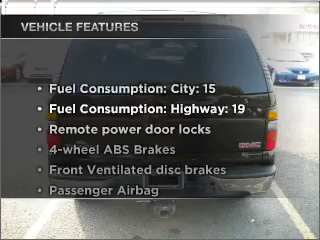 VEHICLE FEATURES
Fuel Consumption: City: 15
Fuel Consumption: Highway: 19
Remote power door locks
4-wheel ABS Brakes
Front Ventilated disc brakes
Passenger Airbag
GMC